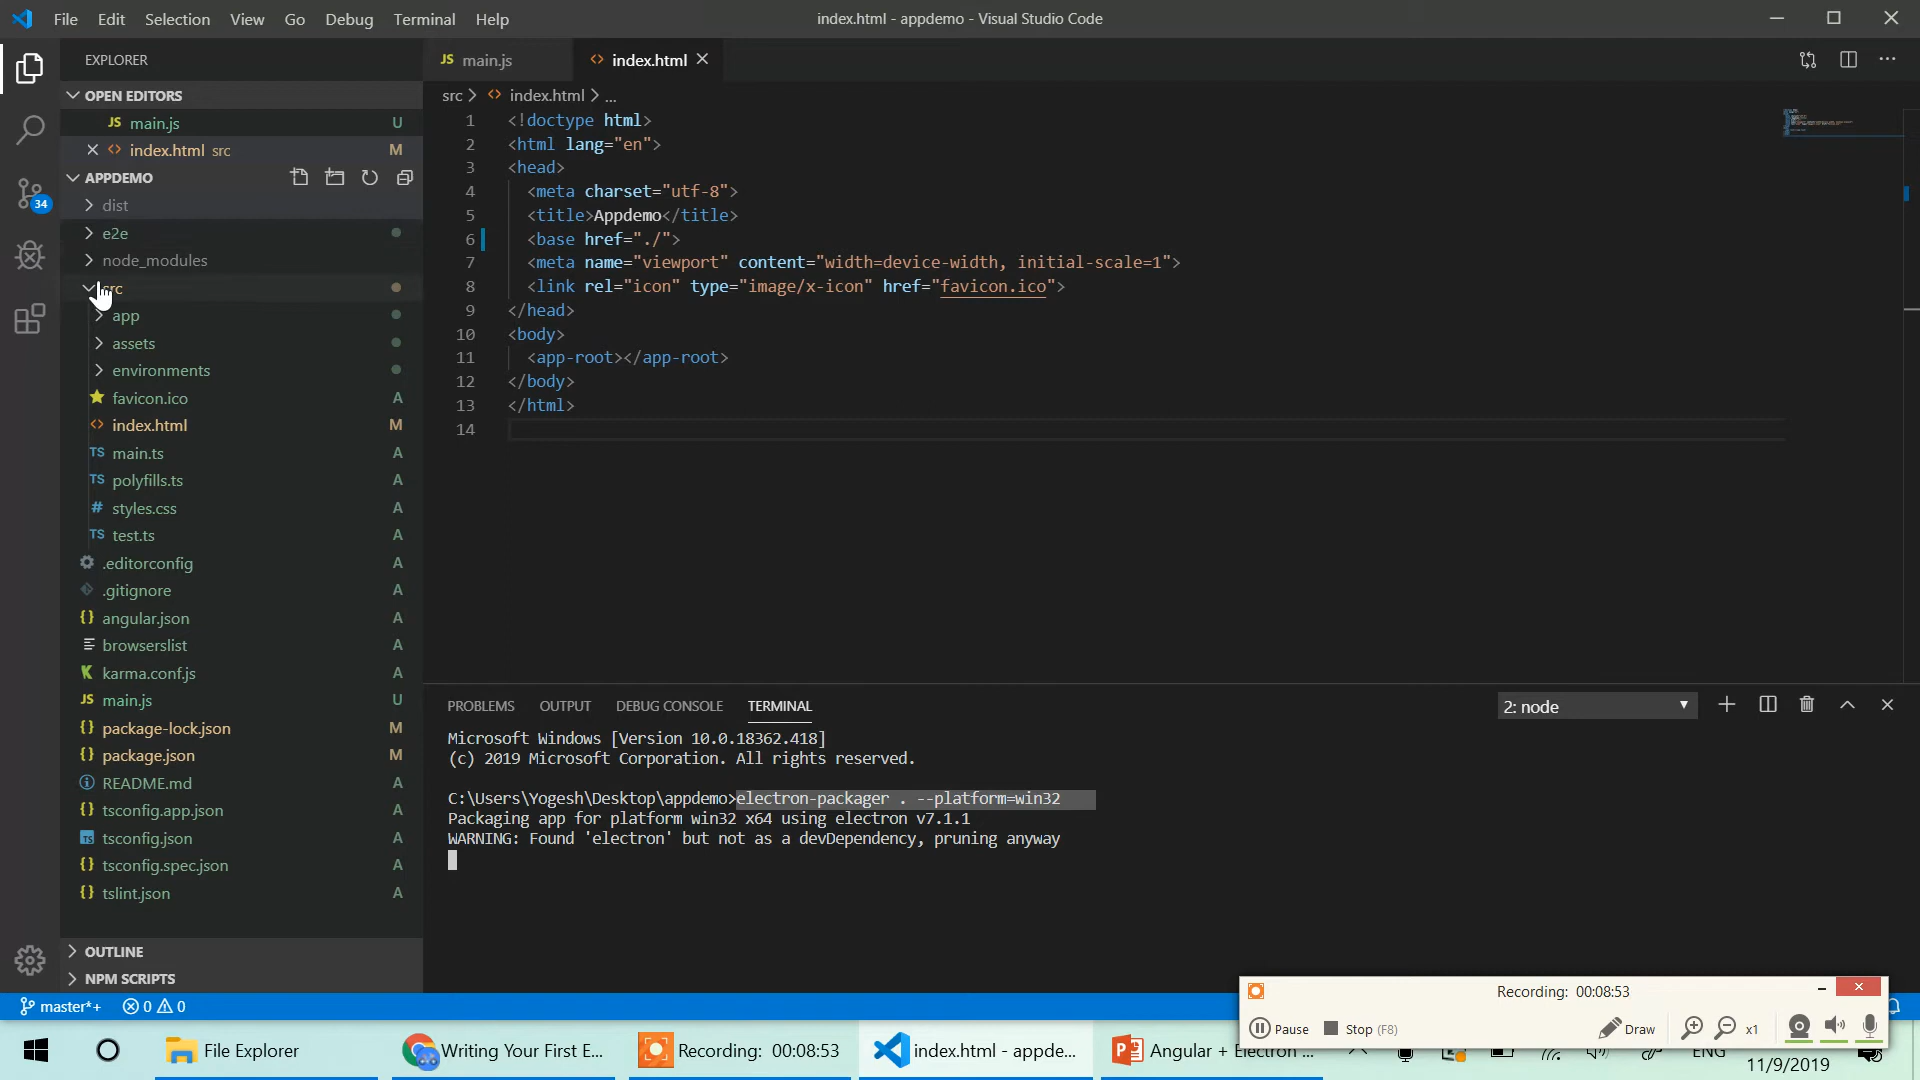 File Edit Selection View Go Debug Terminal Help
index.html - appdemo - Visual Studio Code
EXPLORER
OPEN EDITORS
JS main.js U
index.html src M
APPDEMO
dist
e2e
node_modules
src
app
assets
environments
favicon.ico A
index.html M
TS main.ts A
TS polyfills.ts A
# styles.css A
TS test.ts A
.editorconfig A
.gitignore A
{} angular.json A
browserslist A
karma.conf.js A
JS main.js U
{} package-lock.json M
{} package.json M
README.md A
{} tsconfig.app.json A
TS tsconfig.json A
{} tsconfig.spec.json A
{} tslint.json A
OUTLINE
NPM SCRIPTS
34
JS main.js
<> index.html
src > <> index.html > ...
1 <!doctype html>
2 <html lang="en">
3 <head>
4 <meta charset="utf-8">
5 <title>Appdemo</title>
6 <base href="./">
7 <meta name="viewport" content="width=device-width, initial-scale=1">
8 <link rel="icon" type="image/x-icon" href="favicon.ico">
9 </head>
10 <body>
11 <app-root></app-root>
12 </body>
13 </html>
14
PROBLEMS OUTPUT DEBUG CONSOLE TERMINAL
2: node
Microsoft Windows [Version 10.0.18362.418]
(c) 2019 Microsoft Corporation. All rights reserved.
C:\Users\Yogesh\Desktop\appdemo>electron-packager . --platform=win32
Packaging app for platform win32 x64 using electron v7.1.1
WARNING: Found 'electron' but not as a devDependency, pruning anyway
master*+ 0 0
Recording: 00:08:53
Pause Stop (F8) Draw x1
File Explorer
Writing Your First E...
Recording: 00:08:53
index.html - appde...
Angular + Electron ...
ENG
11/9/2019